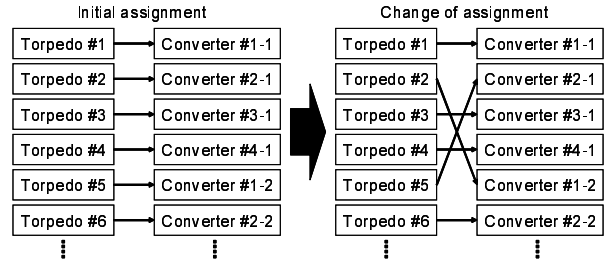 Initial assignment
Torpedo #1 Converter #1-1
Torpedo #2 Converter #2-1
Torpedo #3 Converter #3-1
Torpedo #4 Converter #4-1
Torpedo #5 Converter #1-2
Torpedo #6 Converter #2-2
Change of assignment
Torpedo #1 Converter #1-1
Torpedo #2 Converter #2-1
Torpedo #3 Converter #3-1
Torpedo #4 Converter #4-1
Torpedo #5 Converter #1-2
Torpedo #6 Converter #2-2